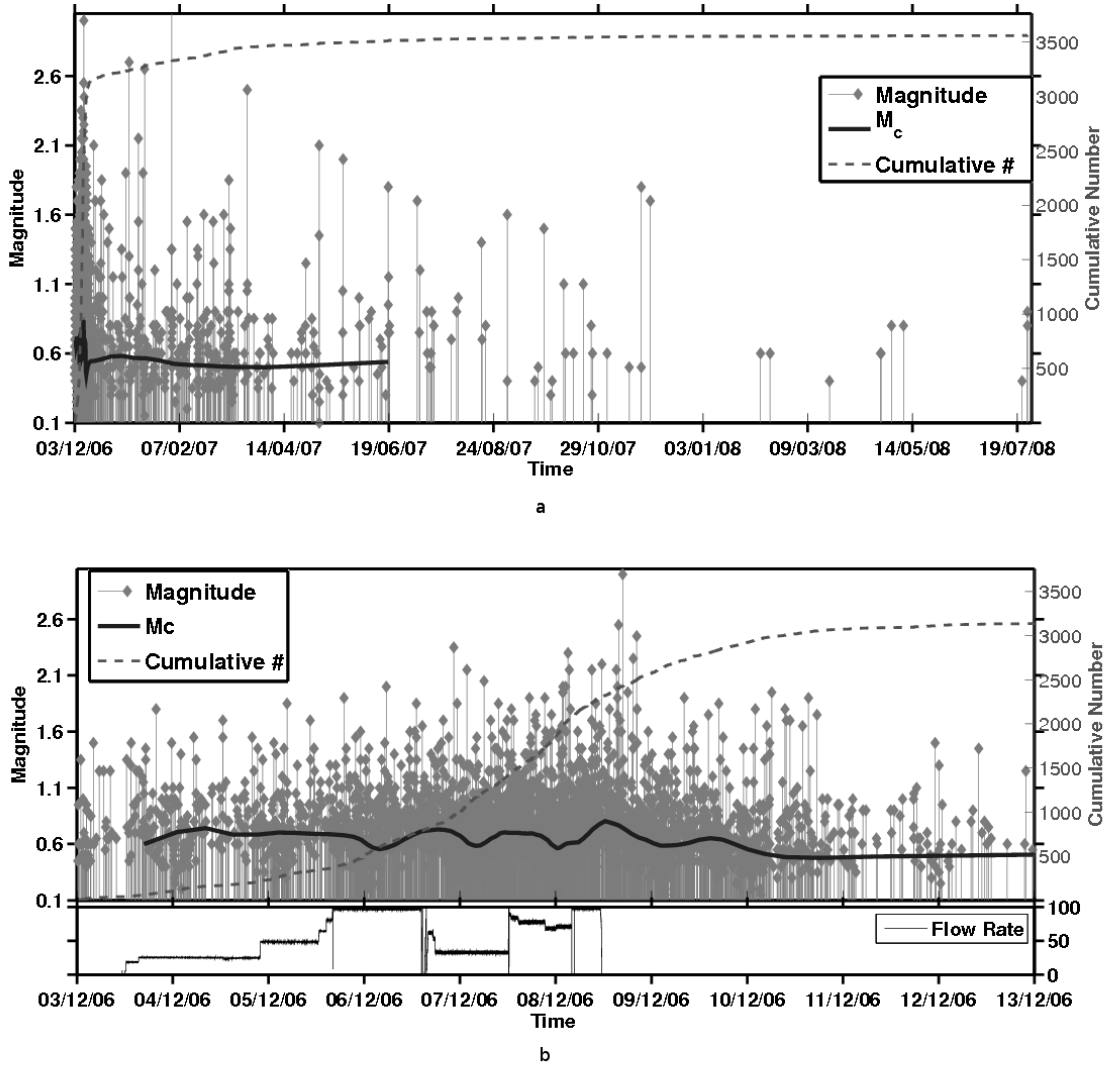 2.6
2.1
1.6
1.1
0.6
0.1
Magnitude
Magnitude
Mc
Cumulative #
3500
3000
2500
2000
1500
1000
500
Cumulative Number
03/12/06 07/02/07 14/04/07 19/06/07 24/08/07 29/10/07 03/01/08 09/03/08 14/05/08 19/07/08
Time
a
2.6
2.1
1.6
1.1
0.6
0.1
Magnitude
Magnitude
Mc
Cumulative #
3500
3000
2500
2000
1500
1000
500
Cumulative Number
Flow Rate
100
50
0
03/12/06 04/12/06 05/12/06 06/12/06 07/12/06 08/12/06 09/12/06 10/12/06 11/12/06 12/12/06 13/12/06
Time
b